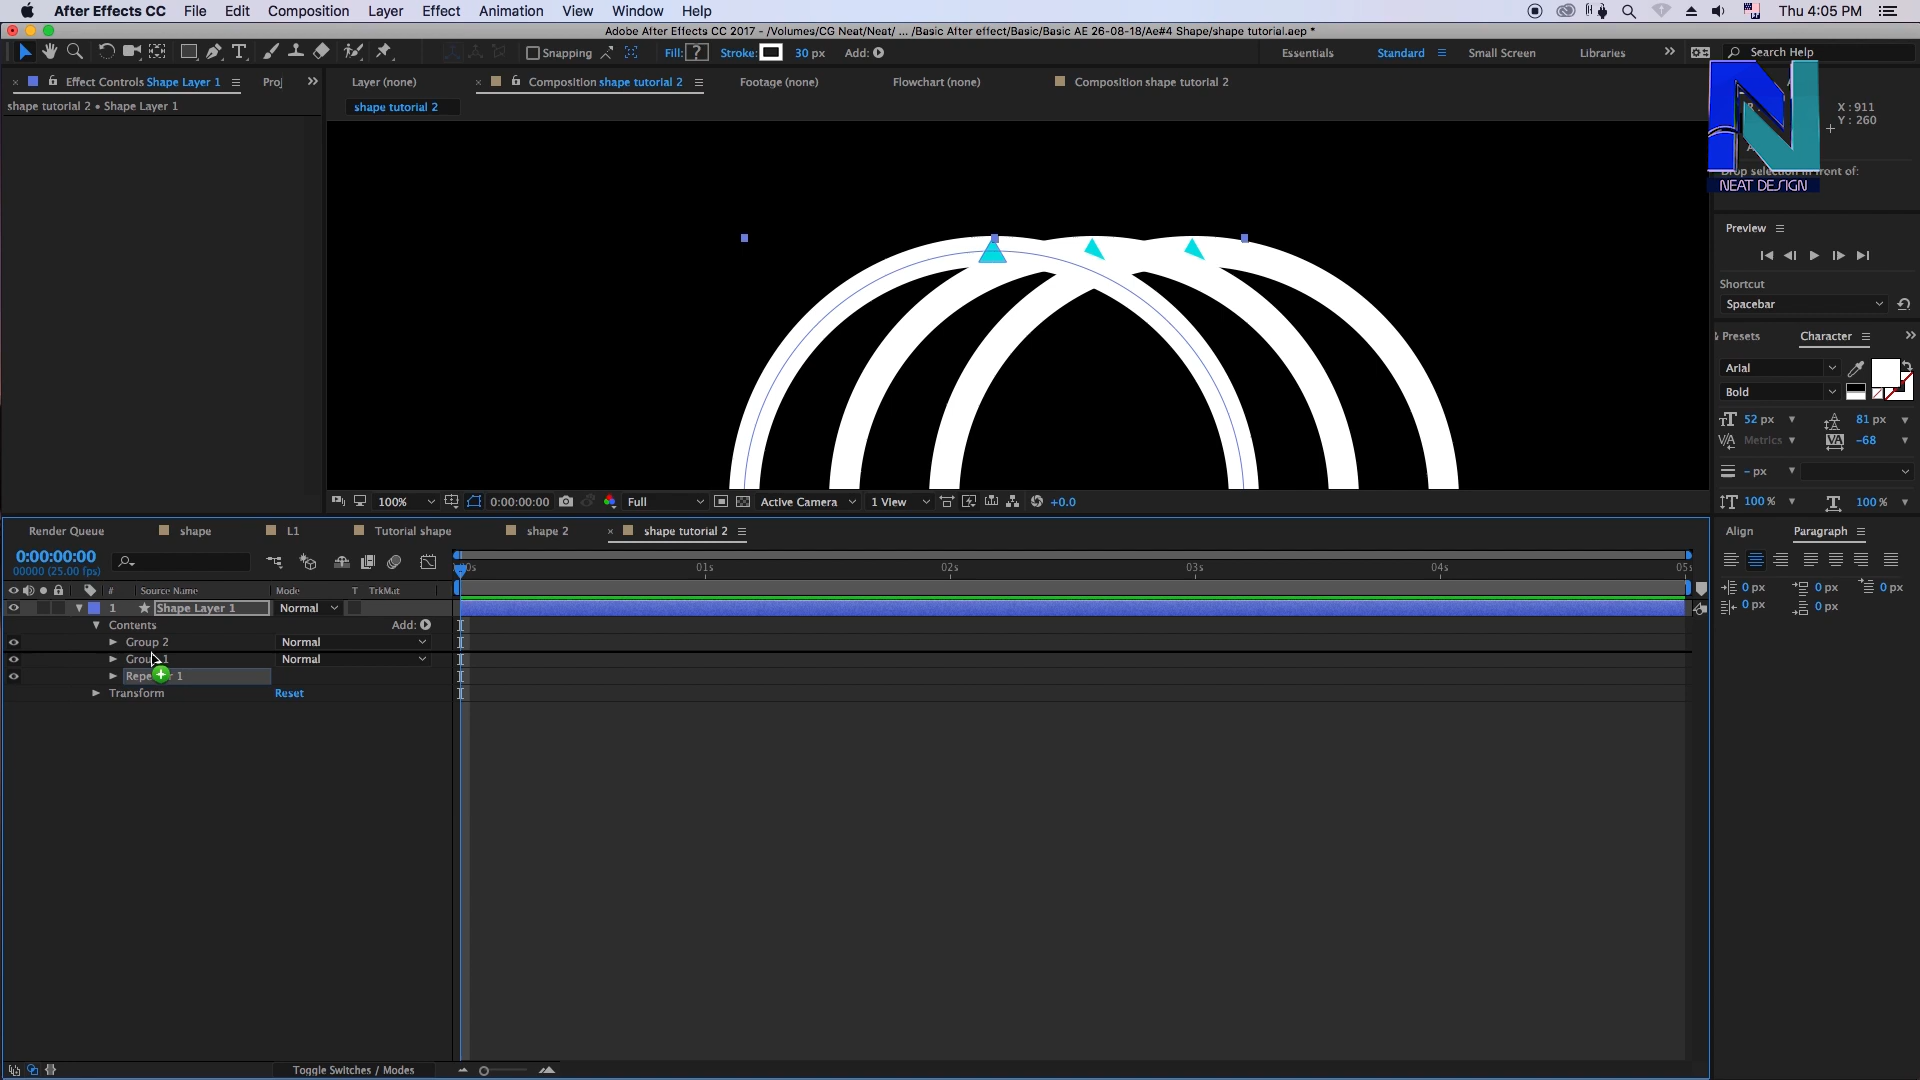 After Effects CC File Edit Composition Layer Effect Animation View Window Help Thu 4:05 PM
Adobe After Effects CC 2017 - /Volumes/CG Neat/Neat/ ... /Basic After effect/Basic/Basic AE 26-08-18/Ae#4 Shape/shape tutorial.aep *
Snapping Fill: ? Stroke: 30 px Add: Essentials Standard Small Screen Libraries Search Help
Effect Controls Shape Layer 1 Layer (none) Composition shape tutorial 2 Footage (none) Flowchart (none) Composition shape tutorial 2
shape tutorial 2 • Shape Layer 1 shape tutorial 2
X : 911
Y : 260
Drop selection in front of:
NEAT DESIGN
Preview
Shortcut
Spacebar
Presets Character
Arial
Bold
52 px 81 px
Metrics -68
- px
100% 0:00:00:00 Full Active Camera 1 View +0.0
100 % 100 %
Render Queue shape L1 Tutorial shape shape 2 shape tutorial 2
Align Paragraph
0:00:00:00
00000 (25.00 fps)
01s 02s 03s 04s
0 px 0 px 0 px
0 px 0 px
# Source Name Mode T TrkMat
1 Shape Layer 1 Normal
Contents Add:
Group 2 Normal
1 Normal
1
Transform Reset
Toggle Switches / Modes